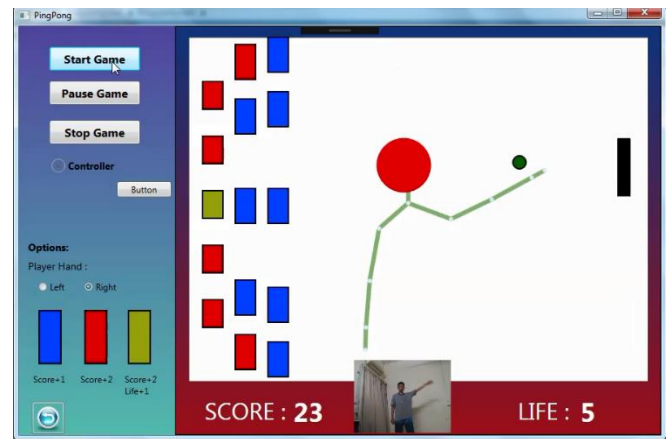 PingPong
Start Game
Pause Game
Stop Game
Controller
Button
Options:
Player Hand :
Left
Right
Score+1
Score+2
Score+2
Life+1
SCORE : 23
LIFE : 5